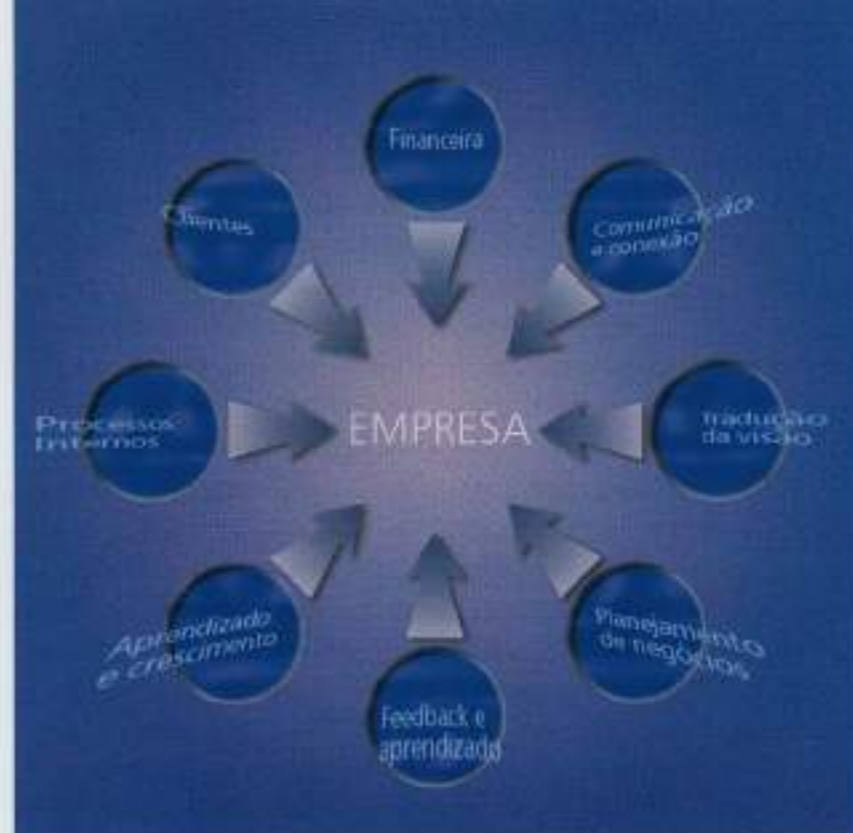 Financeira
Clientes
Comunicação
e conexão
Processos
Internos
EMPRESA
Tradução
da visão
Aprendizado
e crescimento
Planejamento
de negócios
Feedback e
aprendizado